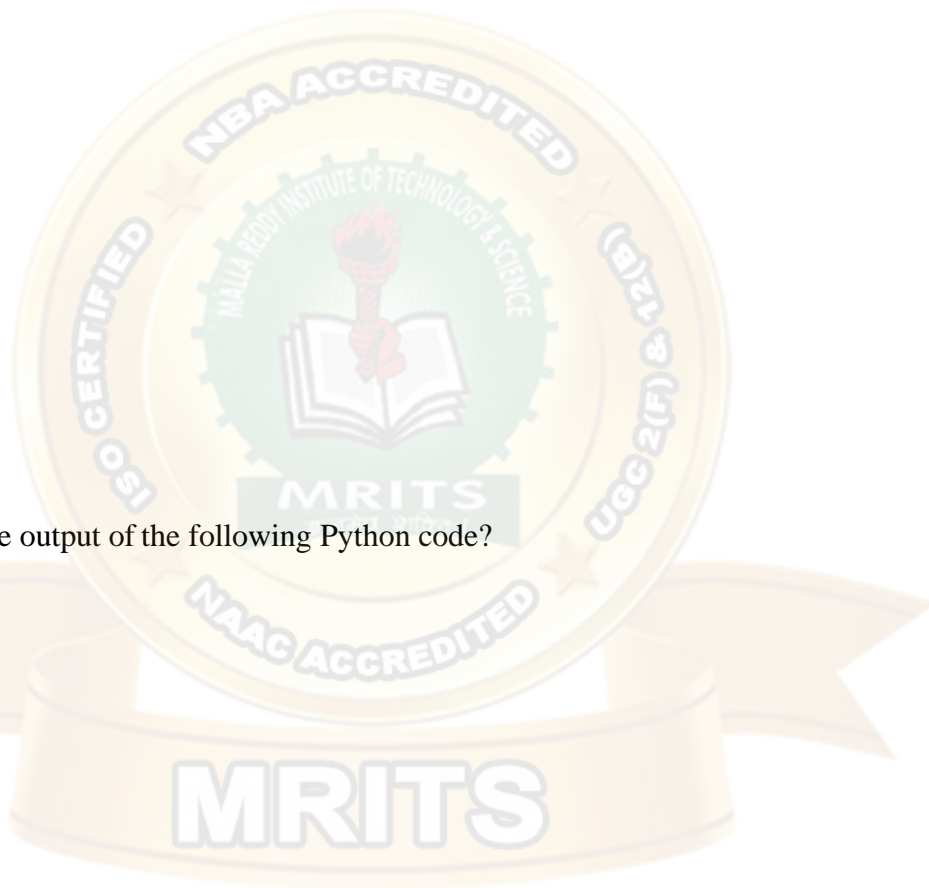 NBA ACCREDITED
ISO CERTIFIED
UGC 2(F) & 12(B)
MALLA REDDY INSTITUTE OF TECHNOLOGY & SCIENCE
MRITS
e output of the following Python code?
NAAC ACCREDITED
MRITS